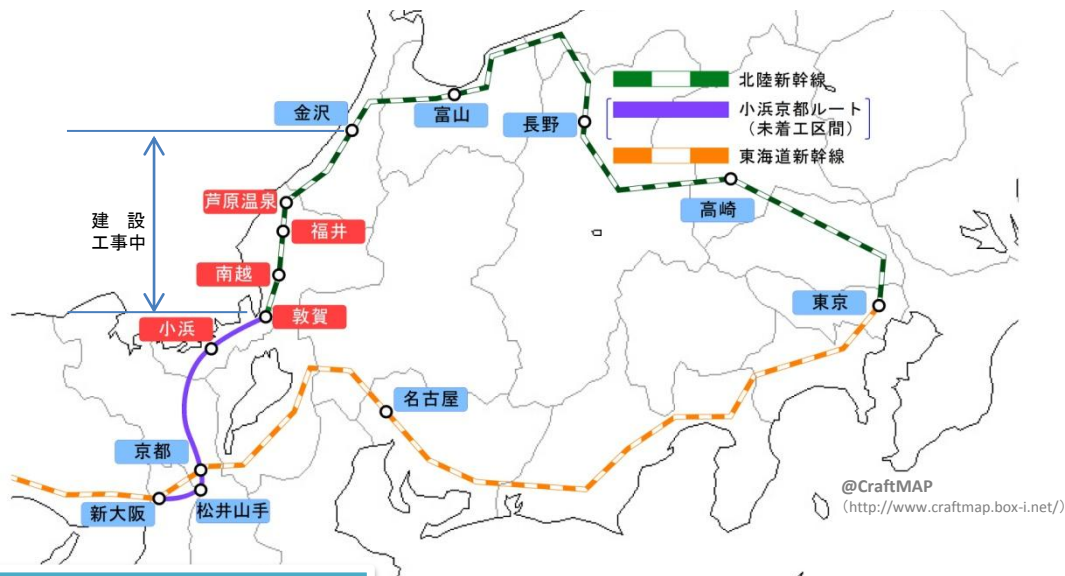 北陸新幹線
小浜京都ルート
(未着工区間)
東海道新幹線
金沢
富山
長野
高崎
芦原温泉
福井
建 設
工事中
南越
敦賀
小浜
東京
名古屋
京都
新大阪
松井山手
@CraftMAP
(http://www.craftmap.box-i.net/)